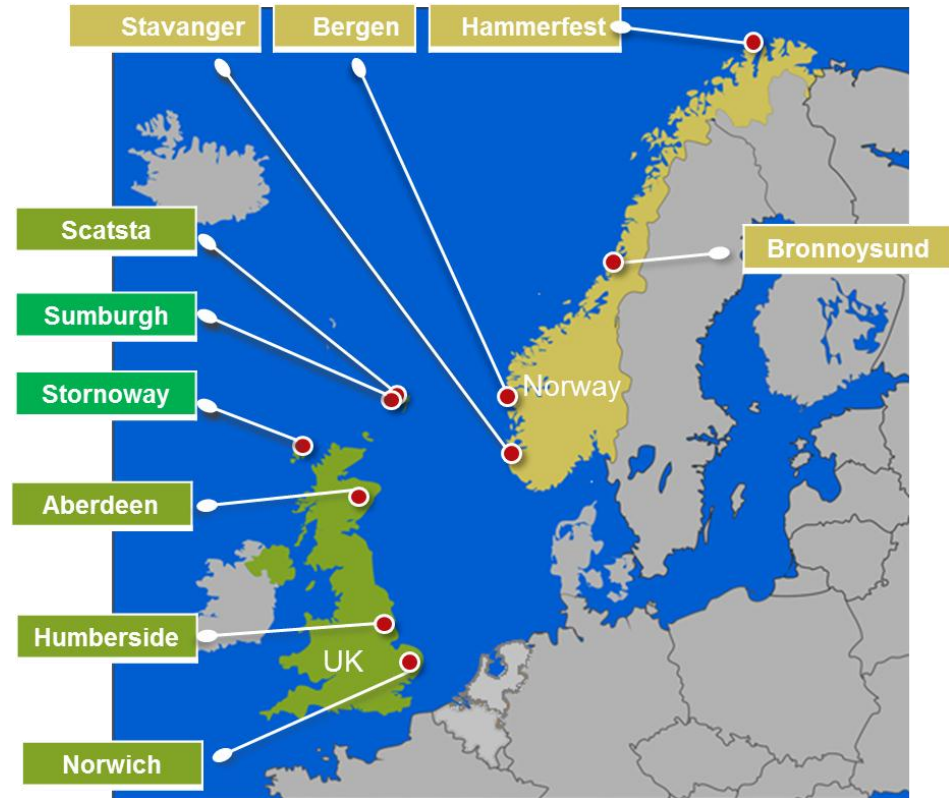 Stavanger
Bergen
Hammerfest
Scatsta
Bronnoysund
Sumburgh
Stornoway
Norway
Aberdeen
Humberside
UK
Norwich